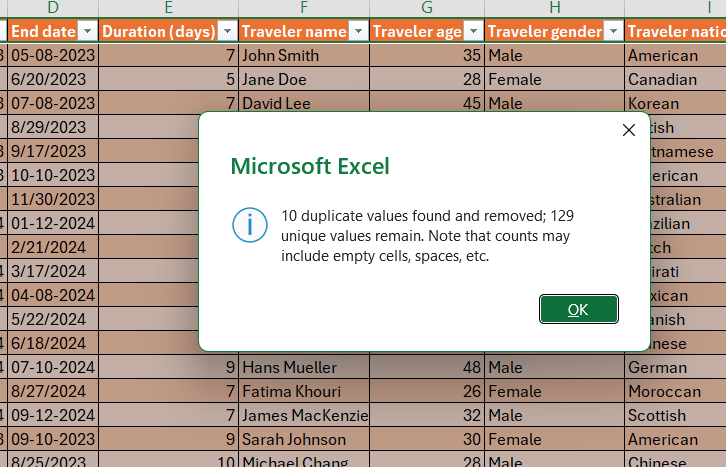 D E F G H I
End date Duration (days) Traveler name Traveler age Traveler gender Traveler natio
05-08-2023 7 John Smith 35 Male American
6/20/2023 5 Jane Doe 28 Female Canadian
07-08-2023 7 David Lee 45 Male Korean
8/29/2023 tish
9/17/2023 tnamese
10-10-2023 erican
11/30/2023 stralian
01-12-2024 zilian
2/21/2024 tch
3/17/2024 irati
04-08-2024 xican
5/22/2024 anish
6/18/2024 inese
Microsoft Excel
10 duplicate values found and removed; 129
unique values remain. Note that counts may
include empty cells, spaces, etc.
OK
07-10-2024 9 Hans Mueller 48 Male German
8/27/2024 7 Fatima Khouri 26 Female Moroccan
09-12-2024 7 James MacKenzie 32 Male Scottish
09-10-2023 9 Sarah Johnson 30 Female American
8/25/2023 10 Michael Chang 28 Male Chinese